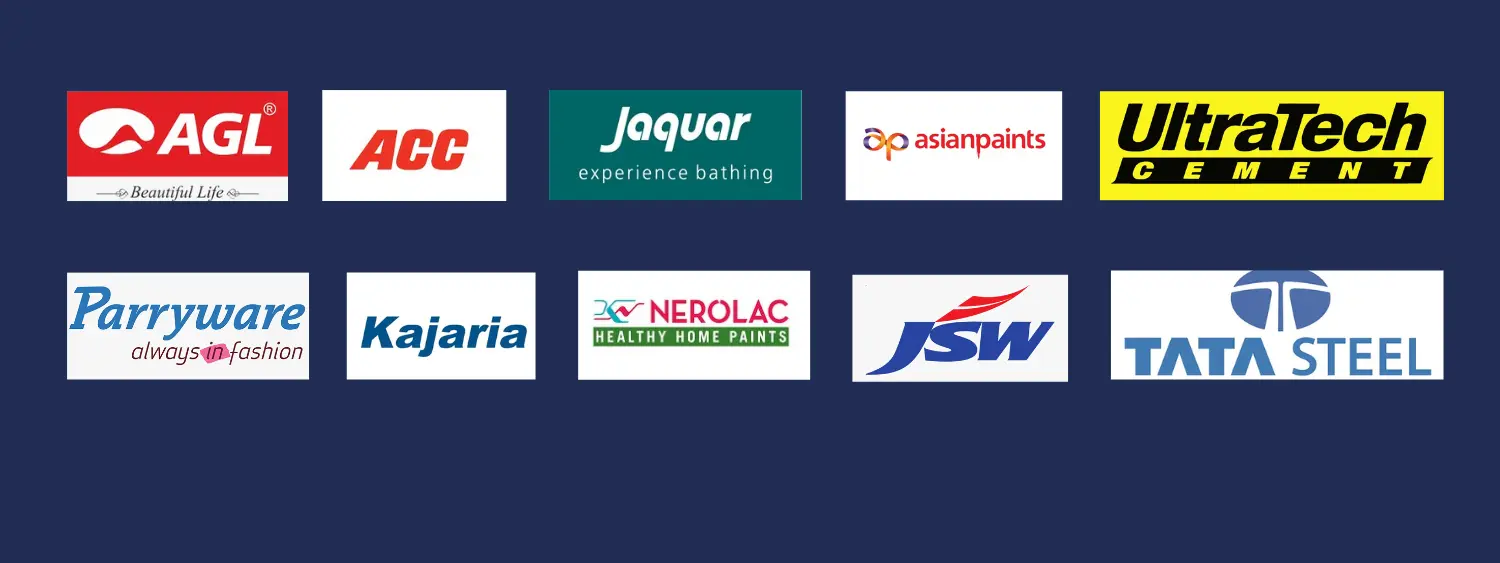 AGL®
Beautiful Life
ACC
Jaquar
experience bathing
ap asianpaints
UltraTech
CEMENT
Parryware
always in fashion
Kajaria
NEROLAC
HEALTHY HOME PAINTS
JSW
TATA STEEL